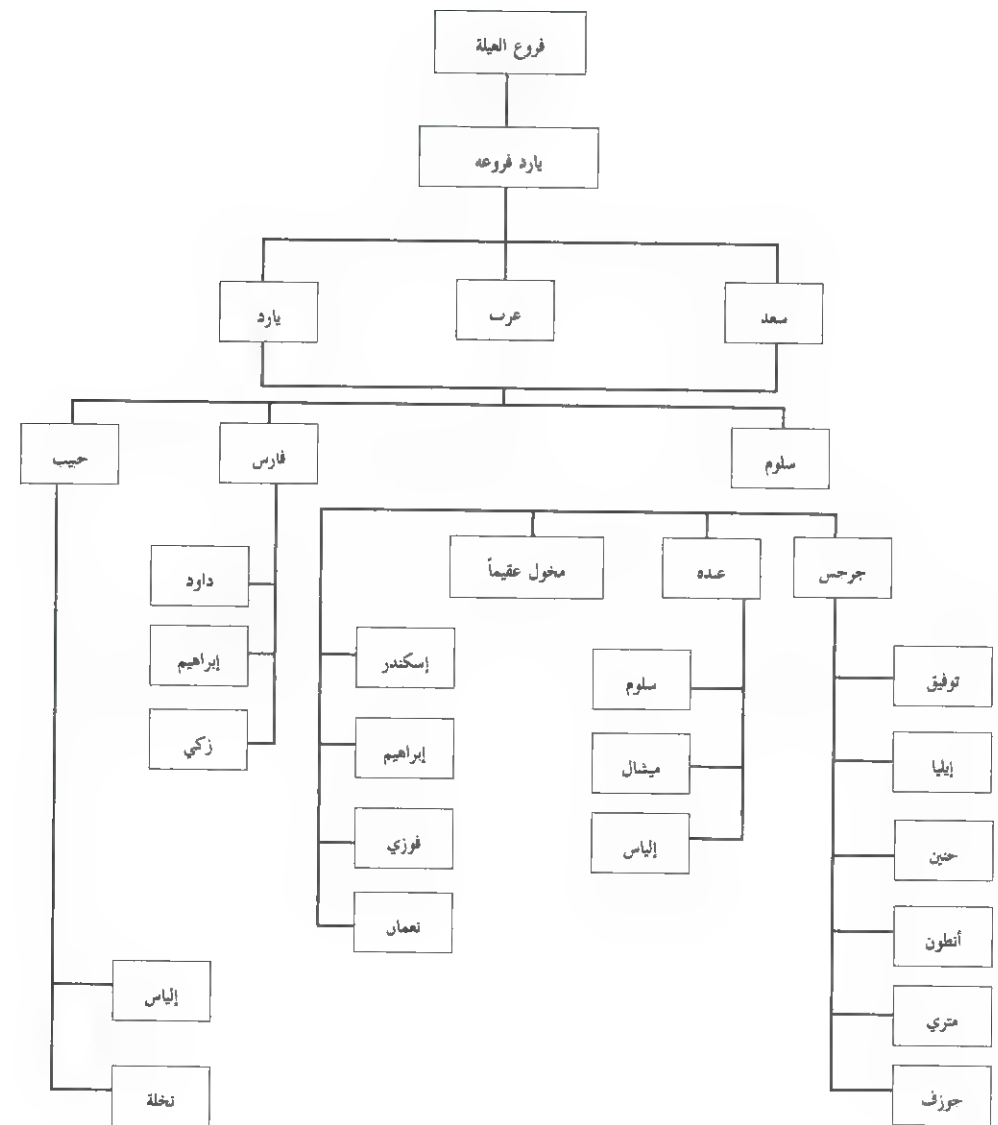 فروع العيلة
يارد فروعه
سعد
عرب
يارد
سلوم
فارس
حبيب
جرجس
عبده
مخول عقيماً
داود
إسكندر
إبراهيم
سلوم
توفيق
إبراهيم
زكي
ميشال
إيليا
فوزي
إلياس
حنين
نعمان
أنطون
إلياس
متري
نخلة
جوزف